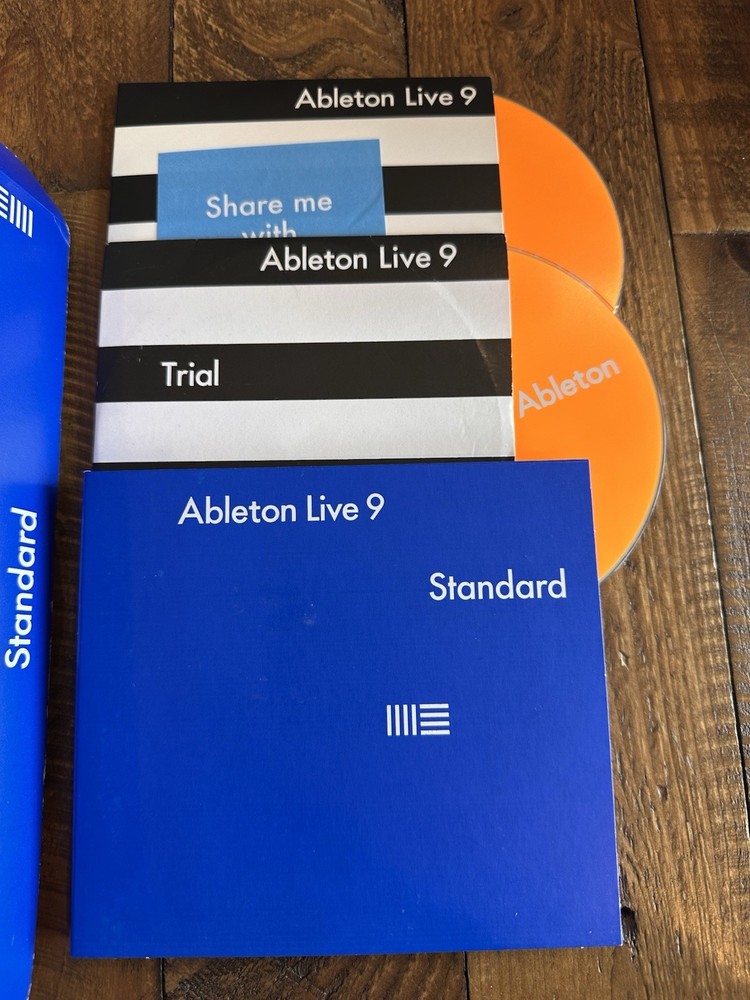 Ableton Live 9
Share me
with
Ableton Live 9
Trial
Ableton
Ableton Live 9
Standard
Standard